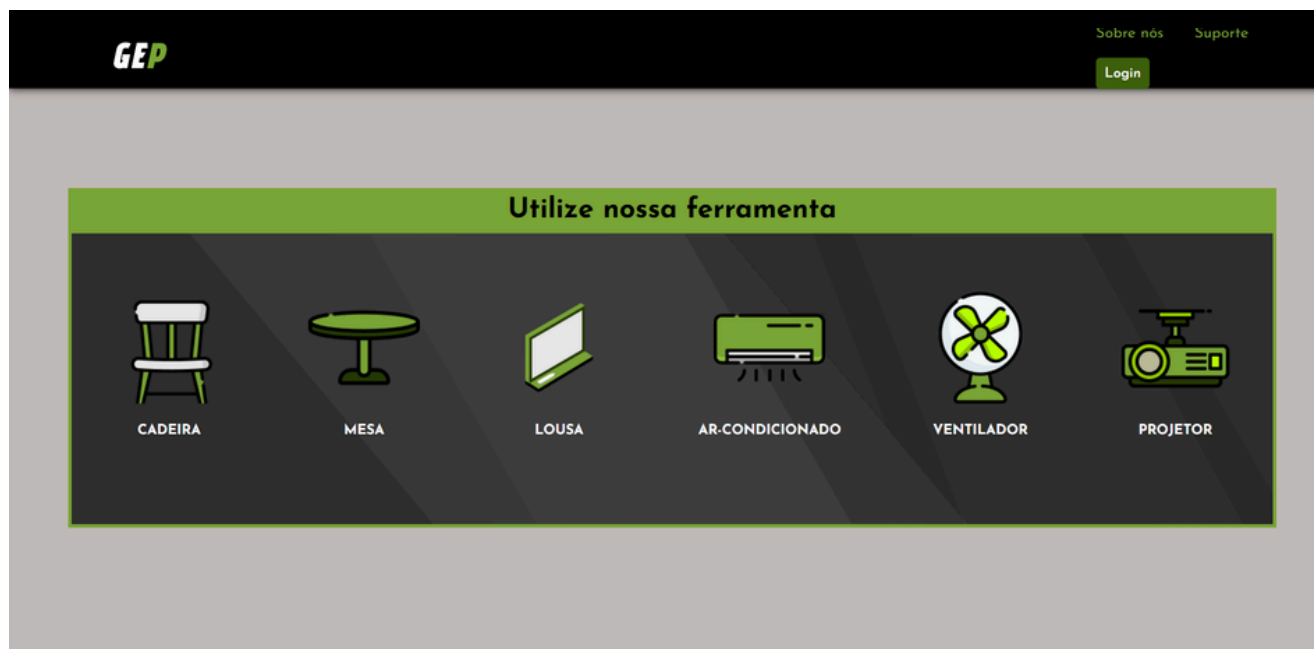 GEP
Sobre nós Suporte
Login
Utilize nossa ferramenta
CADEIRA MESA LOUSA AR-CONDICIONADO VENTILADOR PROJETOR